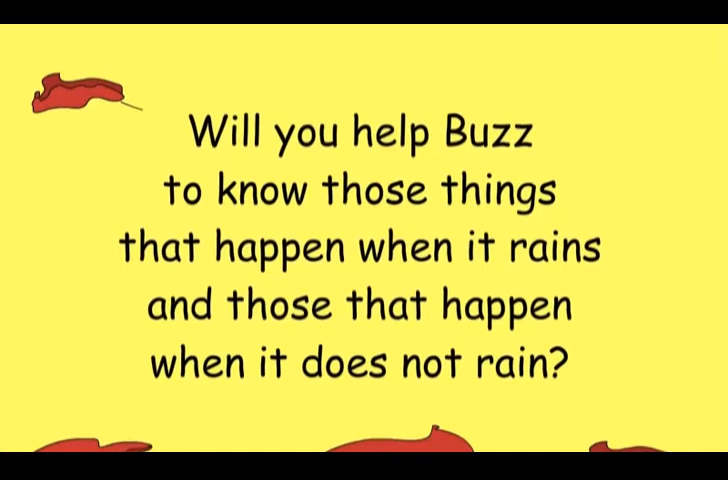 Will you help Buzz
to know those things
that happen when it rains
and those that happen
when it does not rain?